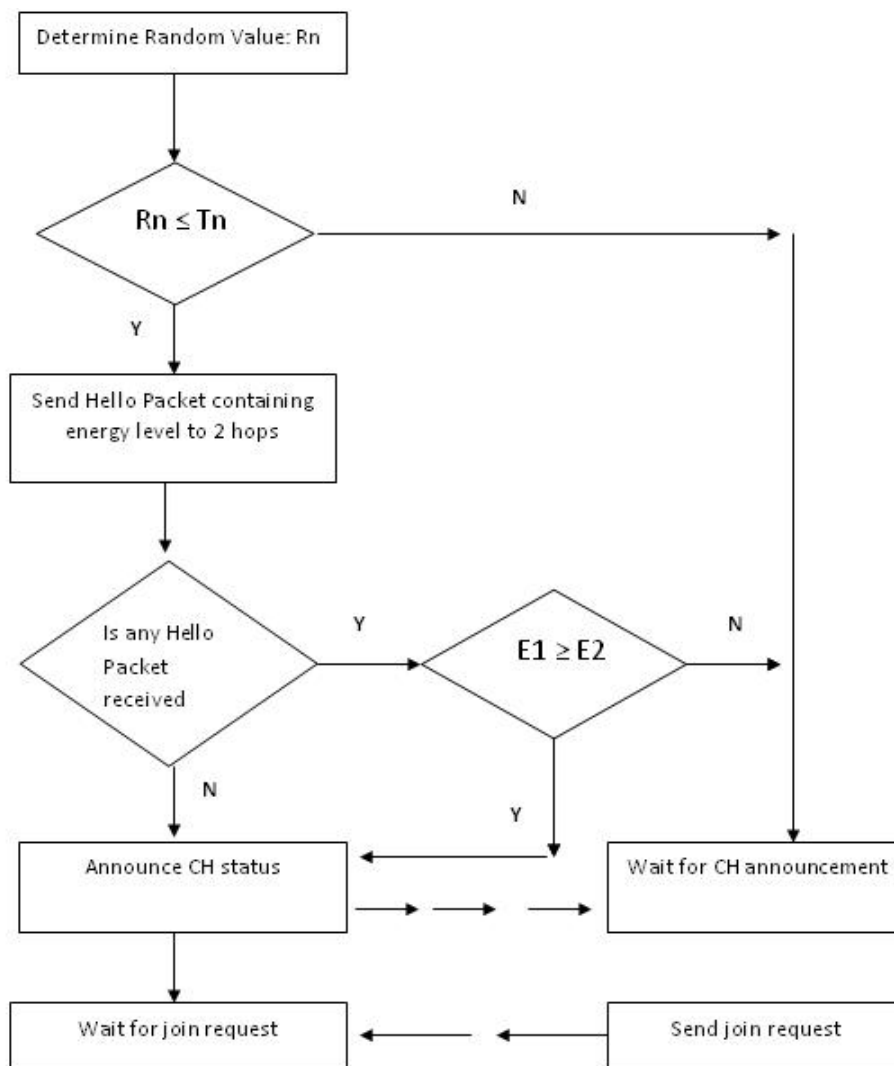 Determine Random Value: Rn
Rn ≤ Tn
N
Y
Send Hello Packet containing
energy level to 2 hops
Is any Hello
Packet
received
Y
E1 ≥ E2
N
N
Y
Announce CH status
Wait for CH announcement
Wait for join request
Send join request